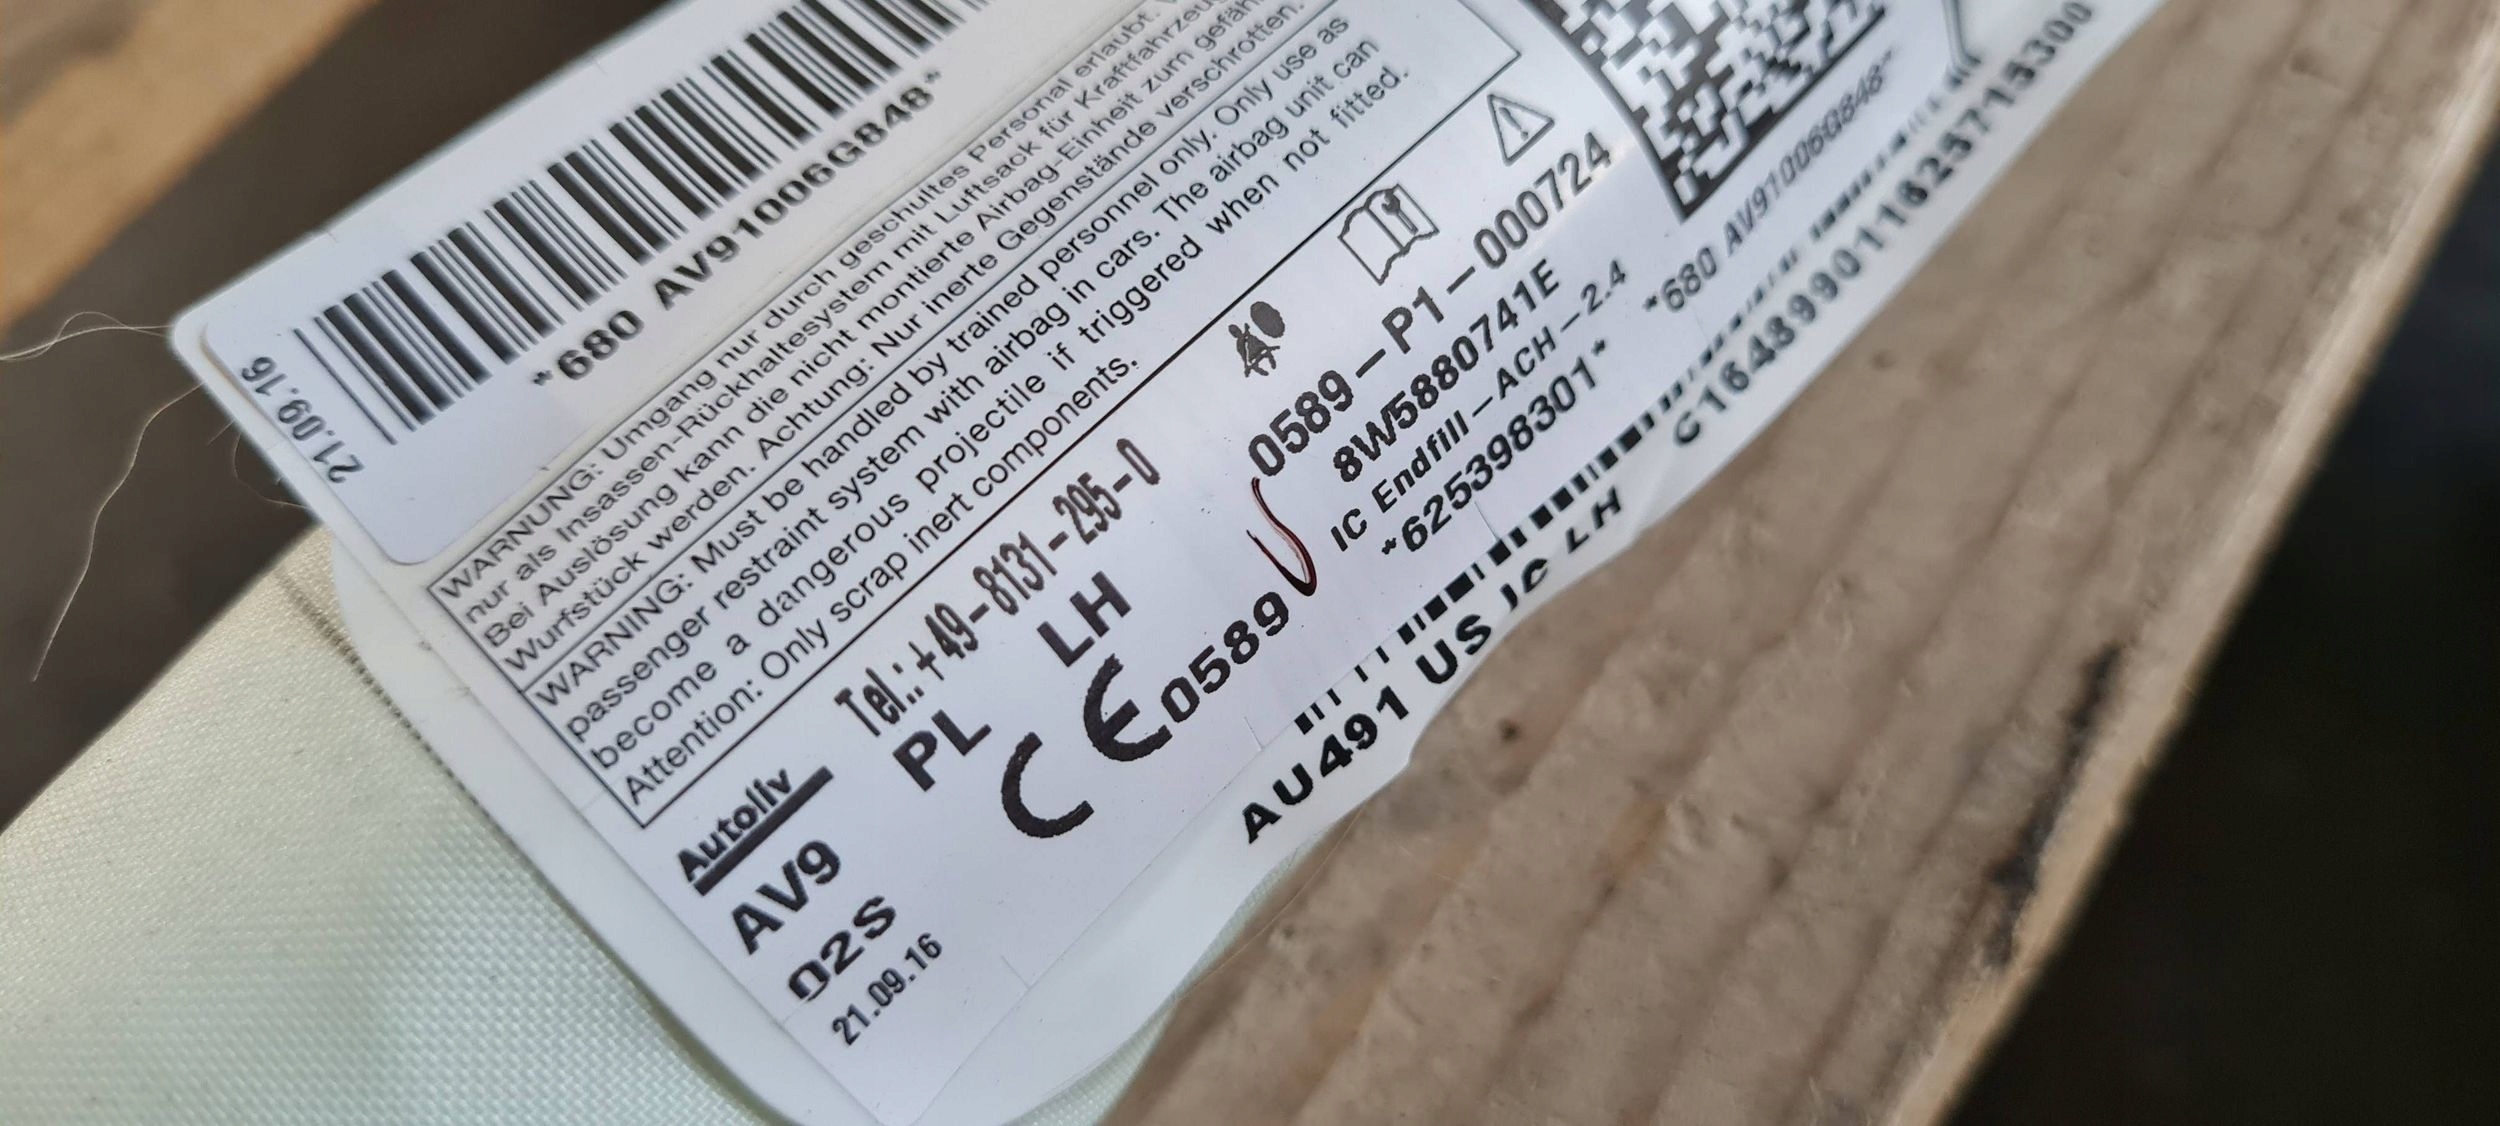 21.09.16
*680 AV91006G848*
WARNUNG: Umgang nur durch geschultes Personal erlaubt.
nur als Insassen-Rückhaltesystem mit Luftsack für
Bei Auslösung kann die nicht montierte Airbag-Einheit zum
Wurfstück werden. Achtung: Nur inerte Gegenstände verschrotten.
WARNING: Must be handled by trained personnel only. Only use as
passenger restraint system with airbag in cars. The airbag unit can
become a dangerous projectile if triggered when not fitted.
Attention: Only scrap inert components.
Autoliv
Tel.:+49-8131-295-0
AV9
PL LH
02S
CE 0589
21.09.16
0589-P1-000724
8W5880741E
IC Endfill-ACH-2.4
*625398301*
*680 AV91006G848*
AU491 US IC LH